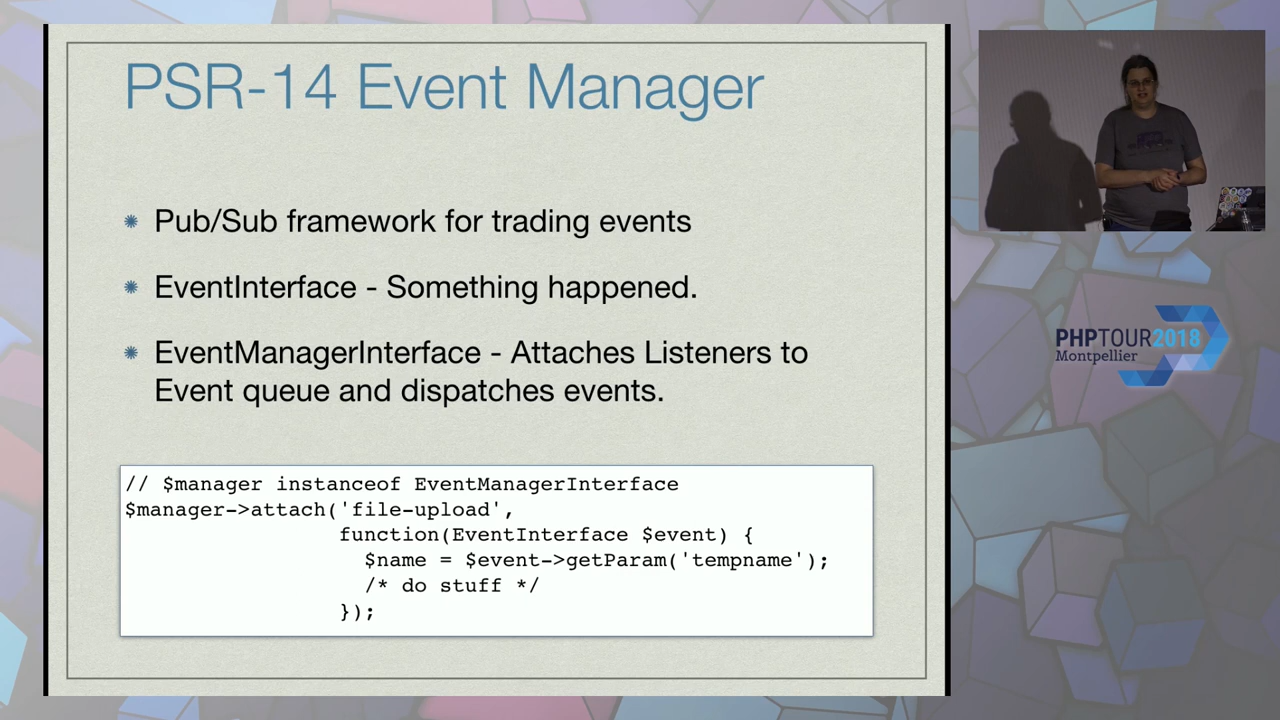 PSR-14 Event Manager
Pub/Sub framework for trading events
EventInterface - Something happened.
EventManagerInterface - Attaches Listeners to
Event queue and dispatches events.
// $manager instanceof EventManagerInterface
$manager->attach('file-upload',
function(EventInterface $event) {
$name = $event->getParam('tempname');
/* do stuff */
});
PHPTOUR2018
Montpellier